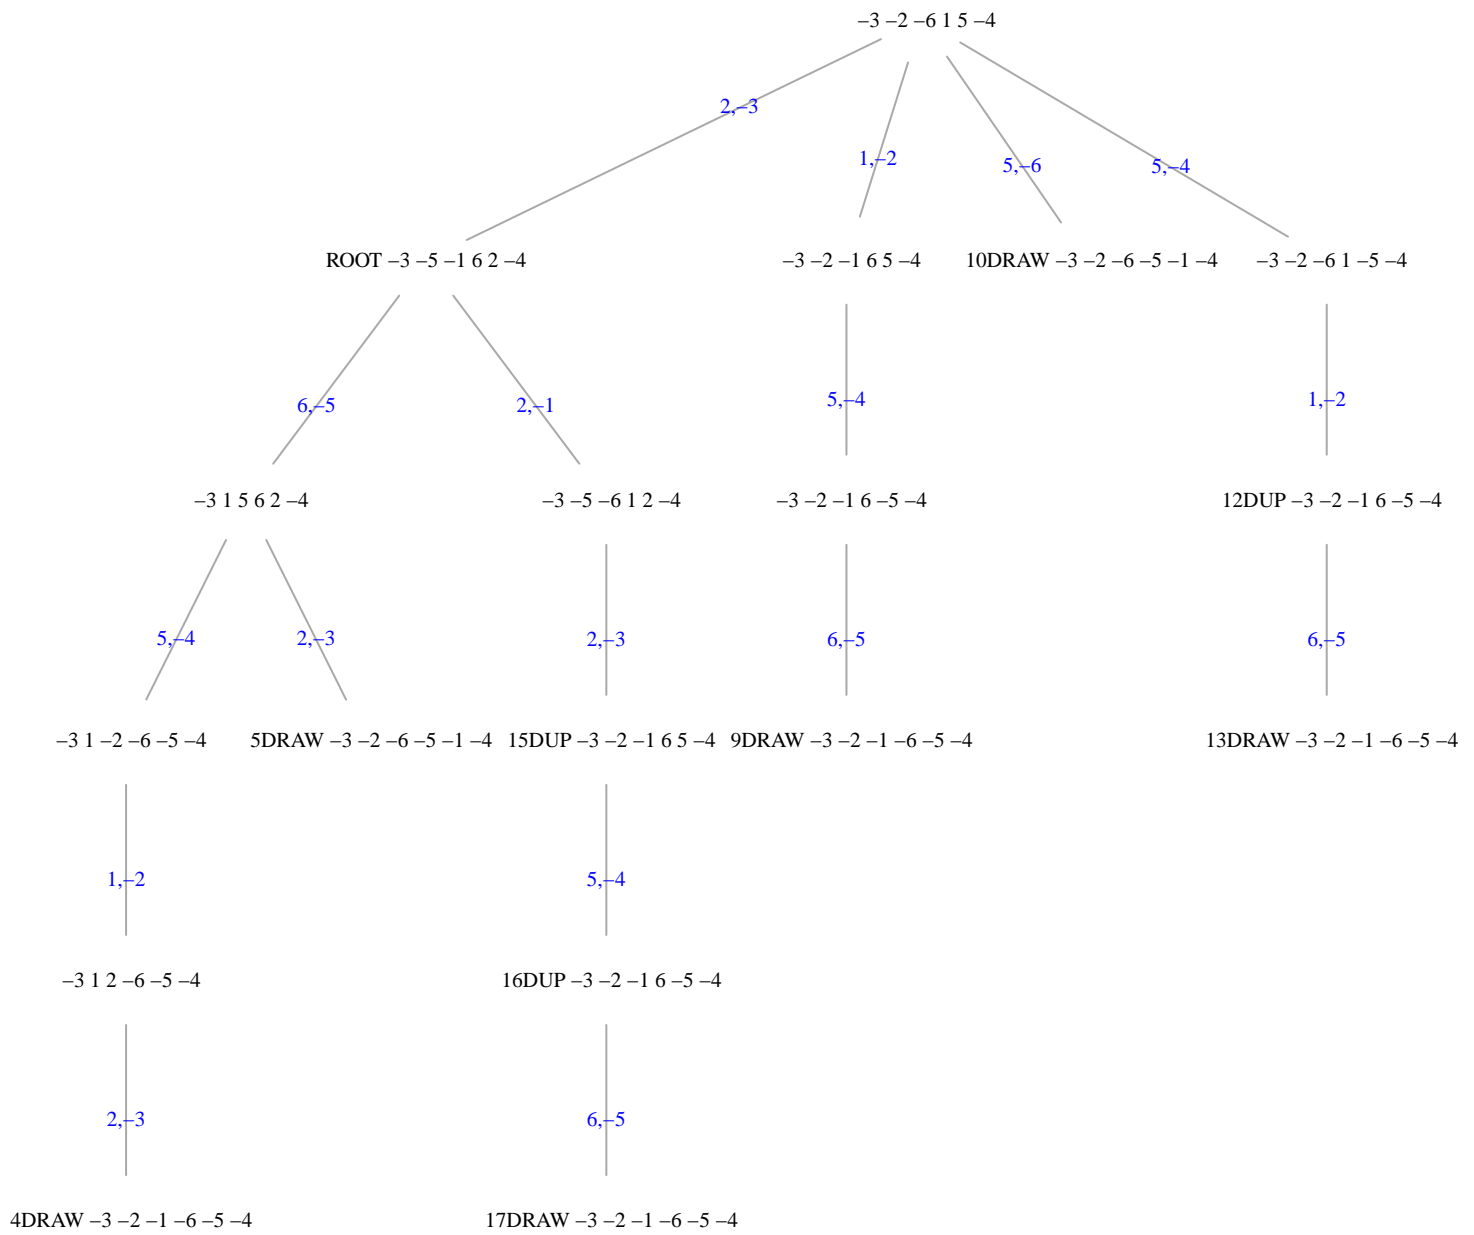 –3 –2 –6 1 5 –4
2,–3
1,–2
5,–6
5,–4
ROOT –3 –5 –1 6 2 –4
–3 –2 –1 6 5 –4
10DRAW –3 –2 –6 –5 –1 –4
–3 –2 –6 1 –5 –4
6,–5
2,–1
5,–4
1,–2
–3 1 5 6 2 –4
–3 –5 –6 1 2 –4
–3 –2 –1 6 –5 –4
12DUP –3 –2 –1 6 –5 –4
5,–4
2,–3
2,–3
6,–5
6,–5
–3 1 –2 –6 –5 –4
5DRAW –3 –2 –6 –5 –1 –4
15DUP –3 –2 –1 6 5 –4
9DRAW –3 –2 –1 –6 –5 –4
13DRAW –3 –2 –1 –6 –5 –4
1,–2
5,–4
–3 1 2 –6 –5 –4
16DUP –3 –2 –1 6 –5 –4
2,–3
6,–5
4DRAW –3 –2 –1 –6 –5 –4
17DRAW –3 –2 –1 –6 –5 –4